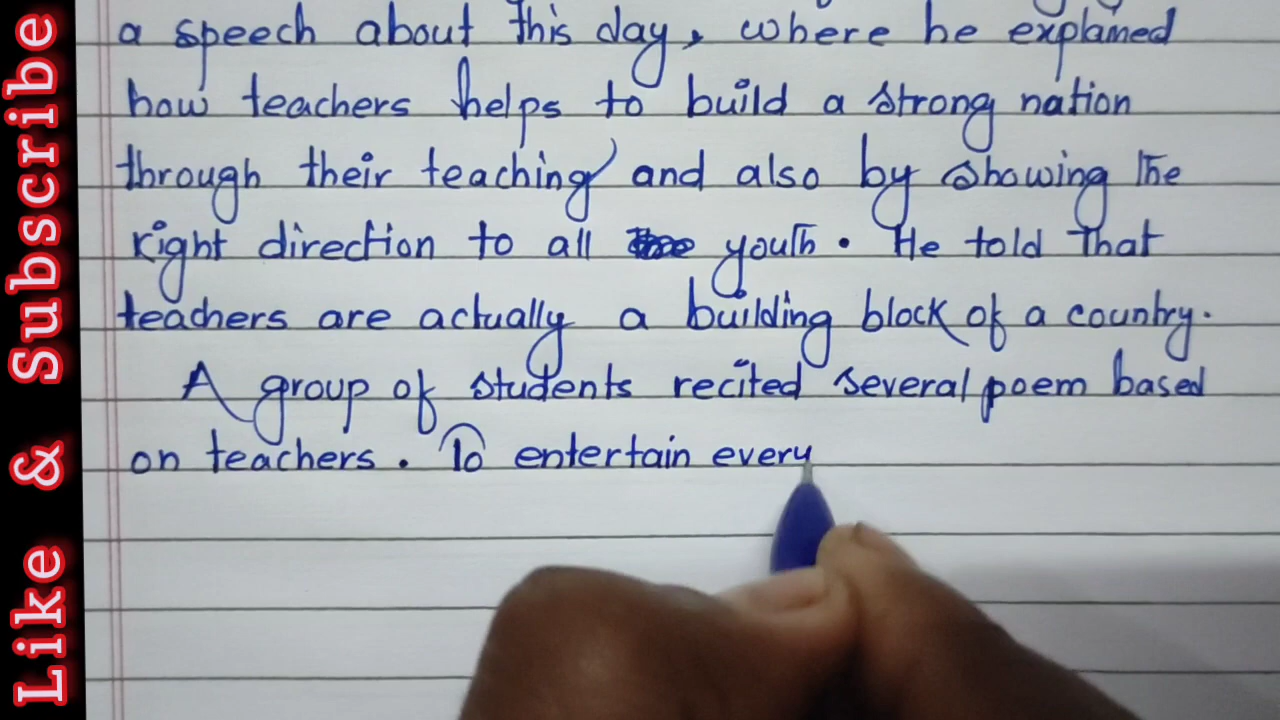 Like & Subscribe
a speech about this day, where he explained
how teachers helps to build a strong nation
through their teaching and also by showing the
right direction to all youth. He told that
teachers are actually a building block of a country.
A group of students recited several poem based
on teachers. To entertain every